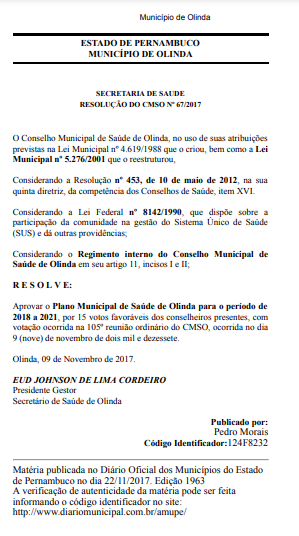 Município de Olinda
ESTADO DE PERNAMBUCO
MUNICÍPIO DE OLINDA
SECRETARIA DE SAUDE
RESOLUÇÃO DO CMSO Nº 67/2017
O Conselho Municipal de Saúde de Olinda, no uso de suas atribuições
previstas na Lei Municipal nº 4.619/1988 que o criou, bem como a Lei
Municipal nº 5.276/2001 que o reestruturou,
Considerando a Resolução nº 453, de 10 de maio de 2012, na sua
quinta diretriz, da competência dos Conselhos de Saúde, item XVI.
Considerando a Lei Federal nº 8142/1990, que dispõe sobre a
participação da comunidade na gestão do Sistema Único de Saúde
(SUS) e dá outras providências;
Considerando o Regimento interno do Conselho Municipal de
Saúde de Olinda em seu artigo 11, incisos I e II;
R E S O L V E:
Aprovar o Plano Municipal de Saúde de Olinda para o período de
2018 a 2021, por 15 votos favoráveis dos conselheiros presentes, com
votação ocorrida na 105º reunião ordinário do CMSO, ocorrida no dia
9 (nove) de novembro de dois mil e dezessete.
Olinda, 09 de Novembro de 2017.
EUD JOHNSON DE LIMA CORDEIRO
Presidente Gestor
Secretário de Saúde de Olinda
Publicado por:
Pedro Morais
Código Identificador:124F8232
Matéria publicada no Diário Oficial dos Municípios do Estado
de Pernambuco no dia 22/11/2017. Edição 1963
A verificação de autenticidade da matéria pode ser feita
informando o código identificador no site:
http://www.diariomunicipal.com.br/amupe/